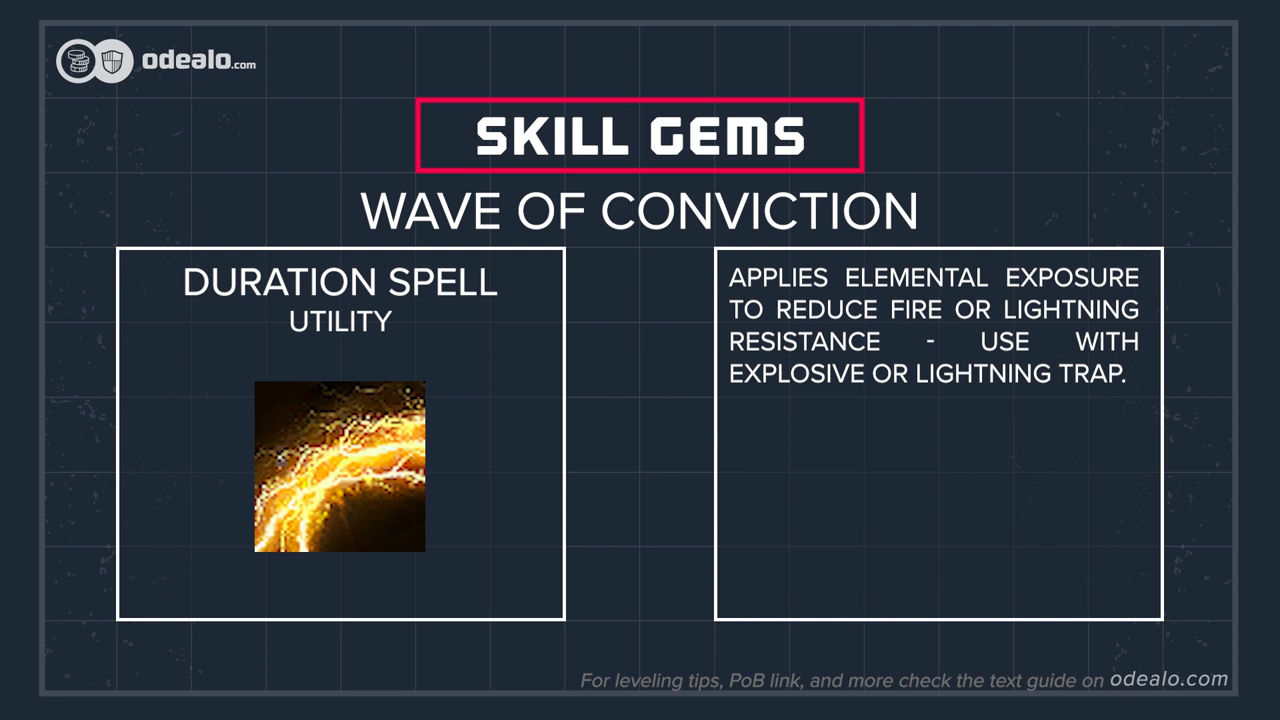 odealo.com
SKILL GEMS
WAVE OF CONVICTION
DURATION SPELL
UTILITY
APPLIES ELEMENTAL EXPOSURE
TO REDUCE FIRE OR LIGHTNING
RESISTANCE - USE WITH
EXPLOSIVE OR LIGHTNING TRAP.
For leveling tips, PoB link, and more check the text guide on odealo.com